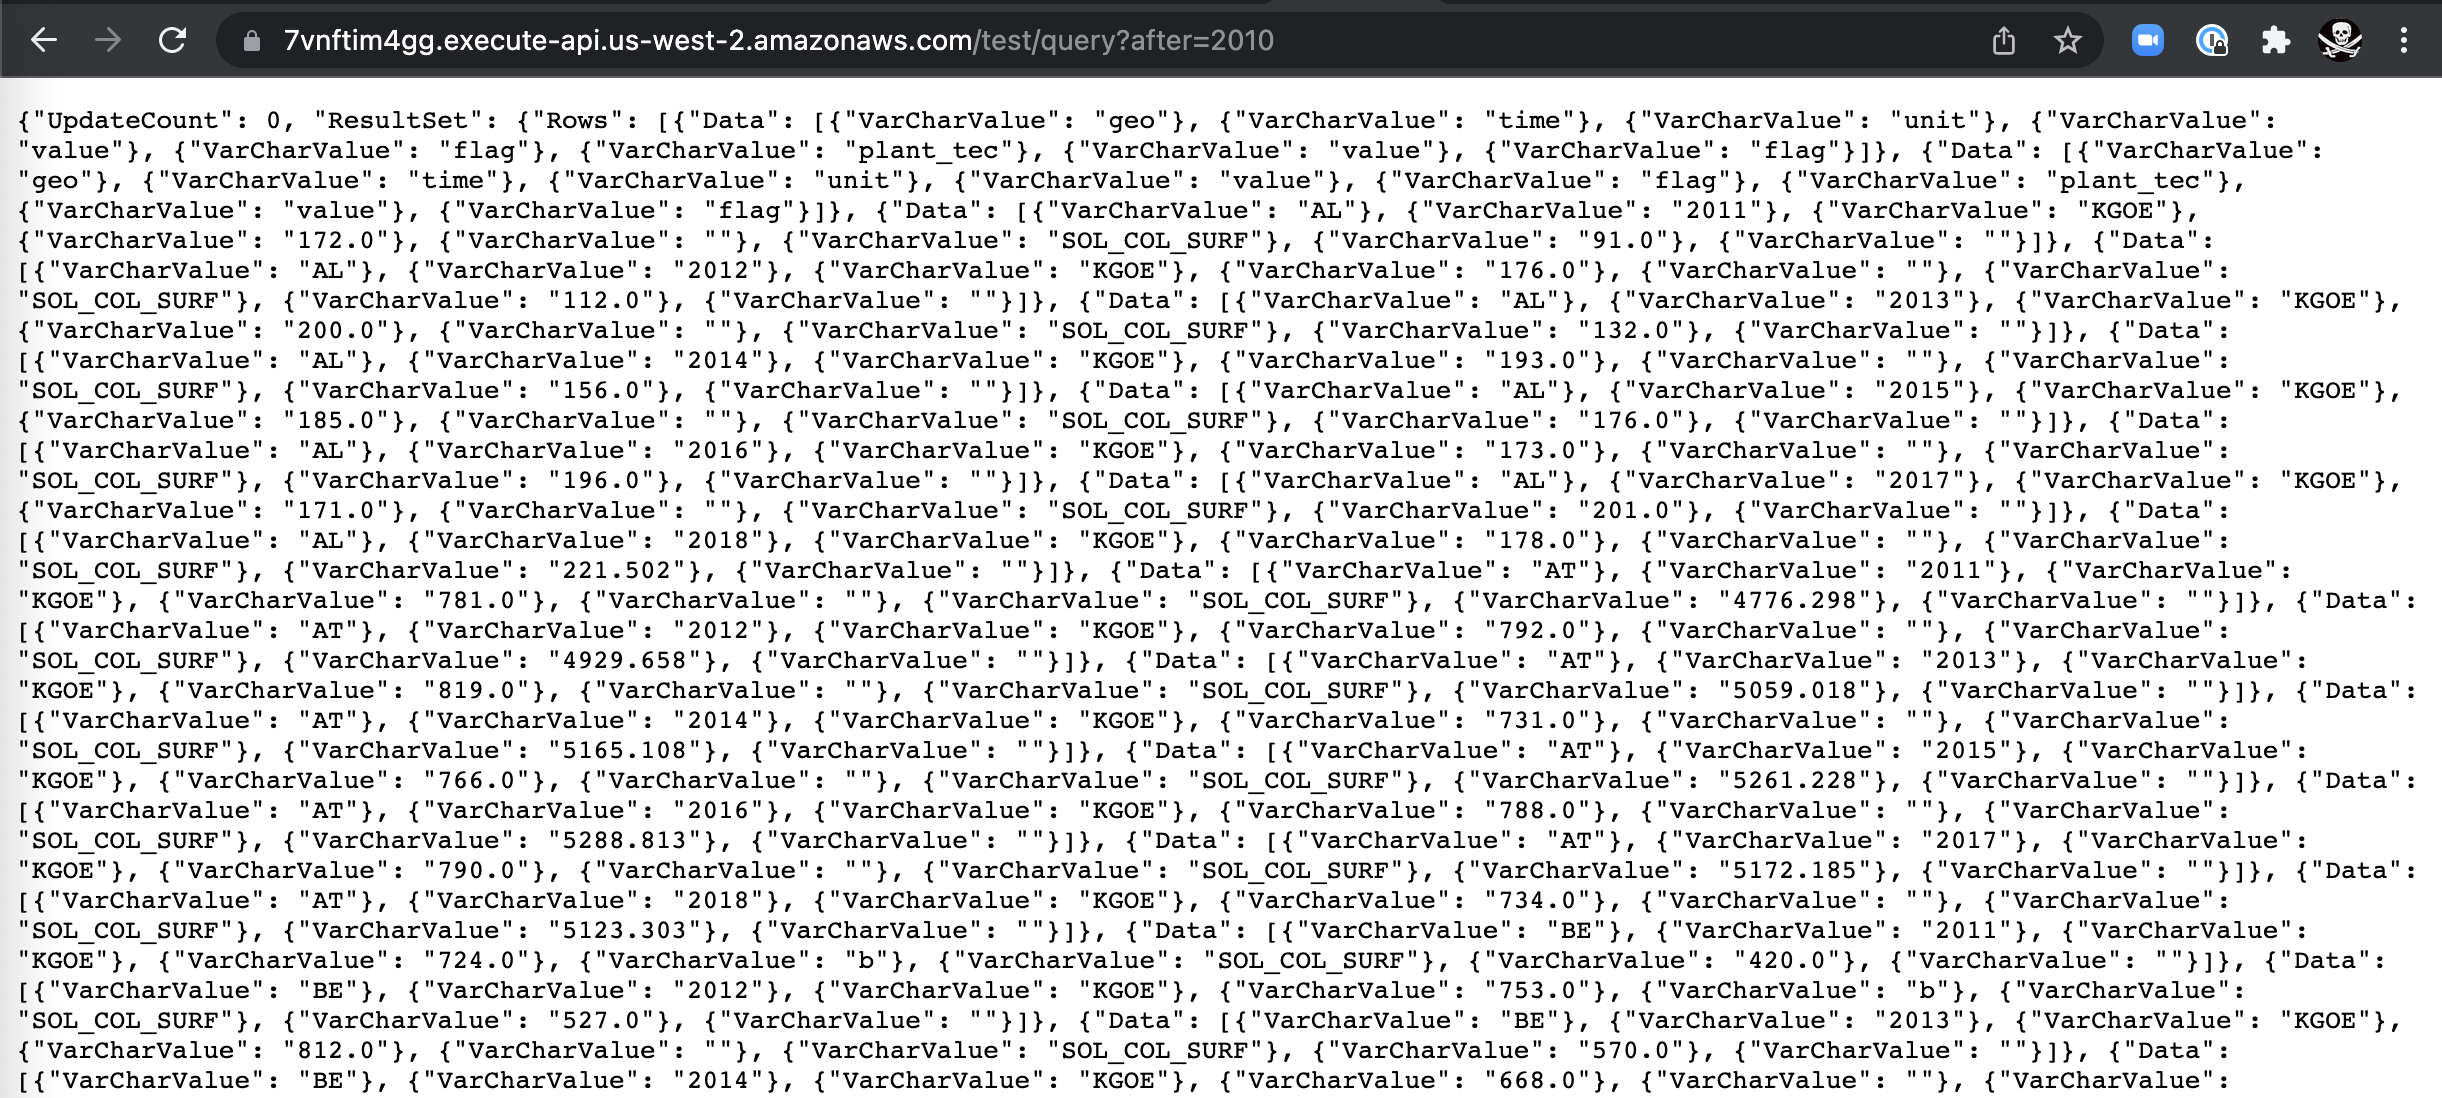 7vnftim4gg.execute-api.us-west-2.amazonaws.com/test/query?after=2010
{"UpdateCount": 0, "ResultSet": {"Rows": [{"Data": [{"VarCharValue": "geo"}, {"VarCharValue": "time"}, {"VarCharValue": "unit"}, {"VarCharValue":
"value"}, {"VarCharValue": "flag"}, {"VarCharValue": "plant_tec"}, {"VarCharValue": "value"}, {"VarCharValue": "flag"}]}, {"Data": [{"VarCharValue":
"geo"}, {"VarCharValue": "time"}, {"VarCharValue": "unit"}, {"VarCharValue": "value"}, {"VarCharValue": "flag"}, {"VarCharValue": "plant_tec"},
{"VarCharValue": "value"}, {"VarCharValue": "flag"}]}, {"Data": [{"VarCharValue": "AL"}, {"VarCharValue": "2011"}, {"VarCharValue": "KGOE"},
{"VarCharValue": "172.0"}, {"VarCharValue": ""}, {"VarCharValue": "SOL_COL_SURF"}, {"VarCharValue": "91.0"}, {"VarCharValue": ""}]}, {"Data":
[{"VarCharValue": "AL"}, {"VarCharValue": "2012"}, {"VarCharValue": "KGOE"}, {"VarCharValue": "176.0"}, {"VarCharValue": ""}, {"VarCharValue":
"SOL_COL_SURF"}, {"VarCharValue": "112.0"}, {"VarCharValue": ""}]}, {"Data": [{"VarCharValue": "AL"}, {"VarCharValue": "2013"}, {"VarCharValue": "KGOE"},
{"VarCharValue": "200.0"}, {"VarCharValue": ""}, {"VarCharValue": "SOL_COL_SURF"}, {"VarCharValue": "132.0"}, {"VarCharValue": ""}]}, {"Data":
[{"VarCharValue": "AL"}, {"VarCharValue": "2014"}, {"VarCharValue": "KGOE"}, {"VarCharValue": "193.0"}, {"VarCharValue": ""}, {"VarCharValue":
"SOL_COL_SURF"}, {"VarCharValue": "156.0"}, {"VarCharValue": ""}]}, {"Data": [{"VarCharValue": "AL"}, {"VarCharValue": "2015"}, {"VarCharValue": "KGOE"},
{"VarCharValue": "185.0"}, {"VarCharValue": ""}, {"VarCharValue": "SOL_COL_SURF"}, {"VarCharValue": "176.0"}, {"VarCharValue": ""}]}, {"Data":
[{"VarCharValue": "AL"}, {"VarCharValue": "2016"}, {"VarCharValue": "KGOE"}, {"VarCharValue": "173.0"}, {"VarCharValue": ""}, {"VarCharValue":
"SOL_COL_SURF"}, {"VarCharValue": "196.0"}, {"VarCharValue": ""}]}, {"Data": [{"VarCharValue": "AL"}, {"VarCharValue": "2017"}, {"VarCharValue": "KGOE"},
{"VarCharValue": "171.0"}, {"VarCharValue": ""}, {"VarCharValue": "SOL_COL_SURF"}, {"VarCharValue": "201.0"}, {"VarCharValue": ""}]}, {"Data":
[{"VarCharValue": "AL"}, {"VarCharValue": "2018"}, {"VarCharValue": "KGOE"}, {"VarCharValue": "178.0"}, {"VarCharValue": ""}, {"VarCharValue":
"SOL_COL_SURF"}, {"VarCharValue": "221.502"}, {"VarCharValue": ""}]}, {"Data": [{"VarCharValue": "AT"}, {"VarCharValue": "2011"}, {"VarCharValue":
"KGOE"}, {"VarCharValue": "781.0"}, {"VarCharValue": ""}, {"VarCharValue": "SOL_COL_SURF"}, {"VarCharValue": "4776.298"}, {"VarCharValue": ""}]}, {"Data":
[{"VarCharValue": "AT"}, {"VarCharValue": "2012"}, {"VarCharValue": "KGOE"}, {"VarCharValue": "792.0"}, {"VarCharValue": ""}, {"VarCharValue":
"SOL_COL_SURF"}, {"VarCharValue": "4929.658"}, {"VarCharValue": ""}]}, {"Data": [{"VarCharValue": "AT"}, {"VarCharValue": "2013"}, {"VarCharValue":
"KGOE"}, {"VarCharValue": "819.0"}, {"VarCharValue": ""}, {"VarCharValue": "SOL_COL_SURF"}, {"VarCharValue": "5059.018"}, {"VarCharValue": ""}]}, {"Data":
[{"VarCharValue": "AT"}, {"VarCharValue": "2014"}, {"VarCharValue": "KGOE"}, {"VarCharValue": "731.0"}, {"VarCharValue": ""}, {"VarCharValue":
"SOL_COL_SURF"}, {"VarCharValue": "5165.108"}, {"VarCharValue": ""}]}, {"Data": [{"VarCharValue": "AT"}, {"VarCharValue": "2015"}, {"VarCharValue":
"KGOE"}, {"VarCharValue": "766.0"}, {"VarCharValue": ""}, {"VarCharValue": "SOL_COL_SURF"}, {"VarCharValue": "5261.228"}, {"VarCharValue": ""}]}, {"Data":
[{"VarCharValue": "AT"}, {"VarCharValue": "2016"}, {"VarCharValue": "KGOE"}, {"VarCharValue": "788.0"}, {"VarCharValue": ""}, {"VarCharValue":
"SOL_COL_SURF"}, {"VarCharValue": "5288.813"}, {"VarCharValue": ""}]}, {"Data": [{"VarCharValue": "AT"}, {"VarCharValue": "2017"}, {"VarCharValue":
"KGOE"}, {"VarCharValue": "790.0"}, {"VarCharValue": ""}, {"VarCharValue": "SOL_COL_SURF"}, {"VarCharValue": "5172.185"}, {"VarCharValue": ""}]}, {"Data":
[{"VarCharValue": "AT"}, {"VarCharValue": "2018"}, {"VarCharValue": "KGOE"}, {"VarCharValue": "734.0"}, {"VarCharValue": ""}, {"VarCharValue":
"SOL_COL_SURF"}, {"VarCharValue": "5123.303"}, {"VarCharValue": ""}]}, {"Data": [{"VarCharValue": "BE"}, {"VarCharValue": "2011"}, {"VarCharValue":
"KGOE"}, {"VarCharValue": "724.0"}, {"VarCharValue": "b"}, {"VarCharValue": "SOL_COL_SURF"}, {"VarCharValue": "420.0"}, {"VarCharValue": ""}]}, {"Data":
[{"VarCharValue": "BE"}, {"VarCharValue": "2012"}, {"VarCharValue": "KGOE"}, {"VarCharValue": "753.0"}, {"VarCharValue": "b"}, {"VarCharValue":
"SOL_COL_SURF"}, {"VarCharValue": "527.0"}, {"VarCharValue": ""}]}, {"Data": [{"VarCharValue": "BE"}, {"VarCharValue": "2013"}, {"VarCharValue": "KGOE"},
{"VarCharValue": "812.0"}, {"VarCharValue": ""}, {"VarCharValue": "SOL_COL_SURF"}, {"VarCharValue": "570.0"}, {"VarCharValue": ""}]}, {"Data":
[{"VarCharValue": "BE"}, {"VarCharValue": "2014"}, {"VarCharValue": "KGOE"}, {"VarCharValue": "668.0"}, {"VarCharValue": ""}, {"VarCharValue":